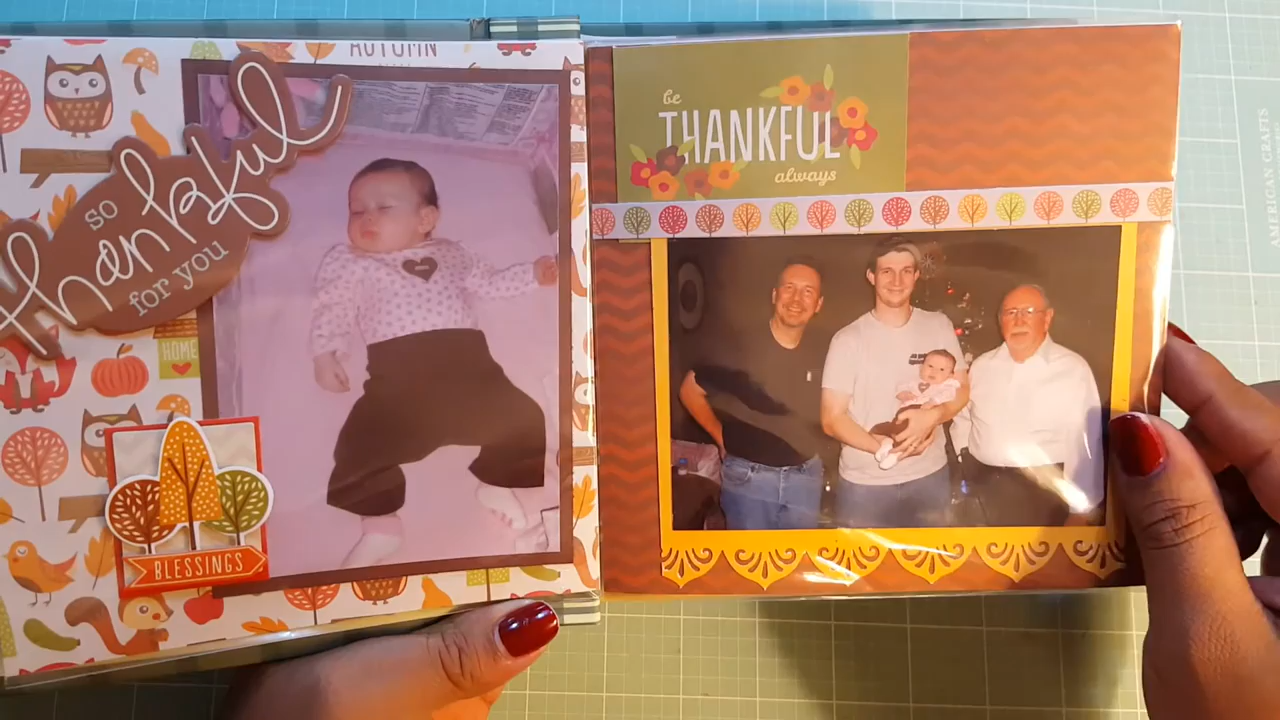 AUTUMN
so
thankful
for you
HOME
BLESSINGS
be
THANKFUL
always
AMERICAN CRAFTS